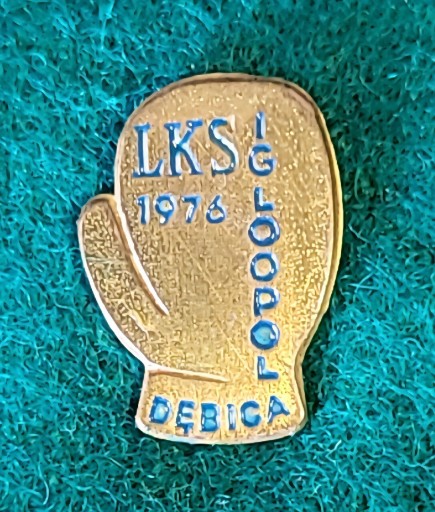 LKS
1976
IGLOOPOL
DĘBICA